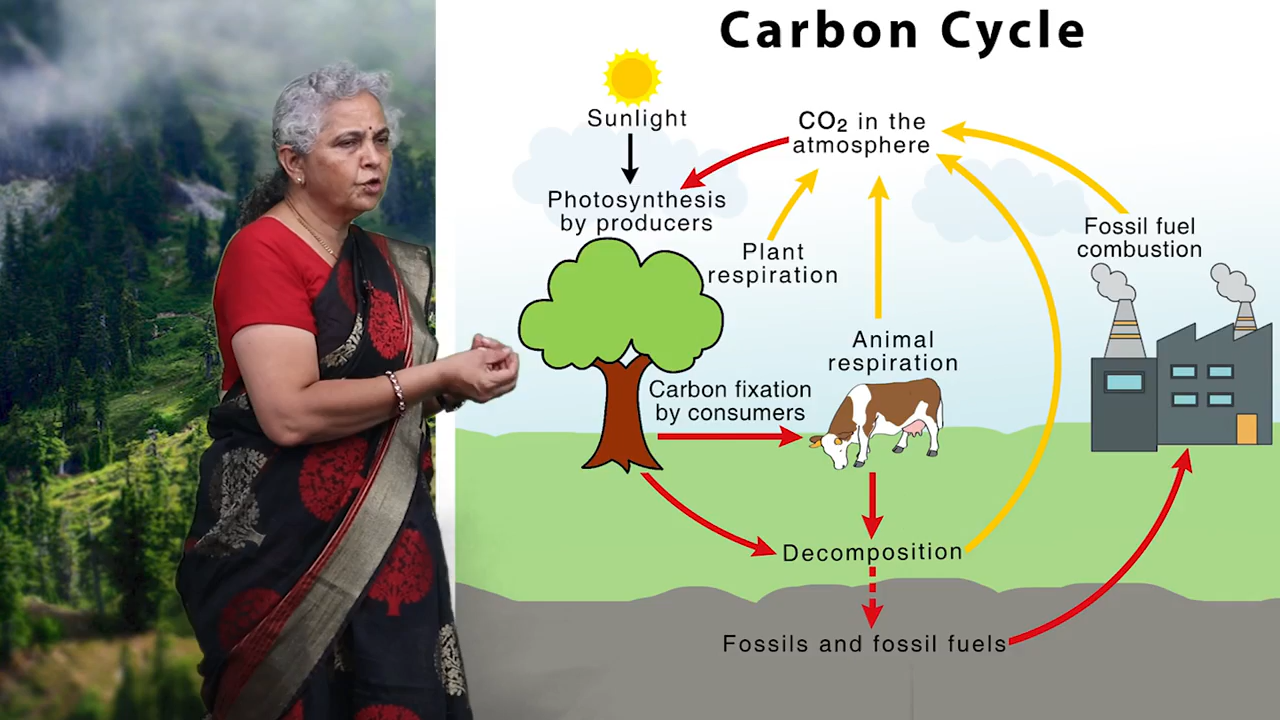 Carbon Cycle
Sunlight
CO₂ in the
atmosphere
Photosynthesis
by producers
Plant
respiration
Fossil fuel
combustion
Animal
respiration
Carbon fixation
by consumers
Decomposition
Fossils and fossil fuels